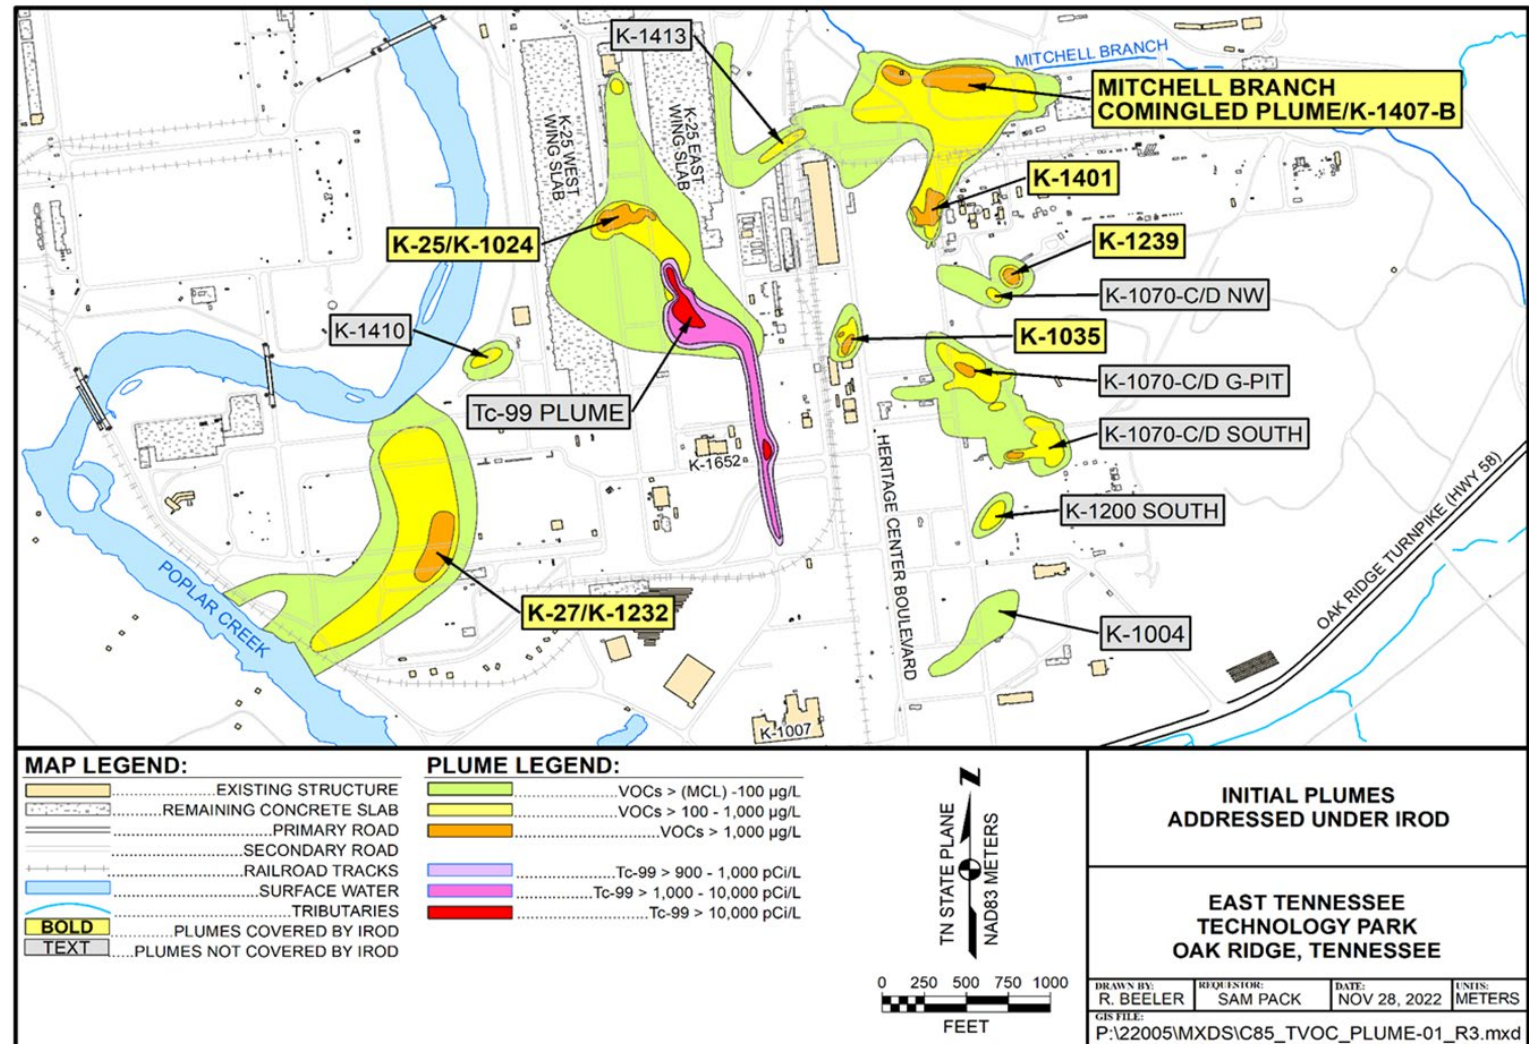 K-1413
MITCHELL BRANCH
MITCHELL BRANCH
COMINGLED PLUME/K-1407-B
K-25 WEST
WING SLAB
K-25 EAST
WING SLAB
K-1401
K-25/K-1024
K-1239
K-1070-C/D NW
K-1410
K-1035
K-1070-C/D G-PIT
Tc-99 PLUME
K-1070-C/D SOUTH
K-1652
HERITAGE CENTER BOULEVARD
K-1200 SOUTH
OAK RIDGE TURNPIKE (HWY 58)
POPLAR CREEK
K-27/K-1232
K-1004
K-1007
MAP LEGEND:
EXISTING STRUCTURE
REMAINING CONCRETE SLAB
PRIMARY ROAD
SECONDARY ROAD
RAILROAD TRACKS
SURFACE WATER
TRIBUTARIES
BOLD PLUMES COVERED BY IROD
TEXT PLUMES NOT COVERED BY IROD
PLUME LEGEND:
VOCs > (MCL) -100 µg/L
VOCs > 100 - 1,000 µg/L
VOCs > 1,000 µg/L
Tc-99 > 900 - 1,000 pCi/L
Tc-99 > 1,000 - 10,000 pCi/L
Tc-99 > 10,000 pCi/L
N
TN STATE PLANE
NAD83 METERS
0 250 500 750 1000
FEET
INITIAL PLUMES
ADDRESSED UNDER IROD
EAST TENNESSEE
TECHNOLOGY PARK
OAK RIDGE, TENNESSEE
DRAWN BY:
R. BEELER
REQUESTOR:
SAM PACK
DATE:
NOV 28, 2022
UNITS:
METERS
GIS FILE:
P:\22005\MXDS\C85_TVOC_PLUME-01_R3.mxd